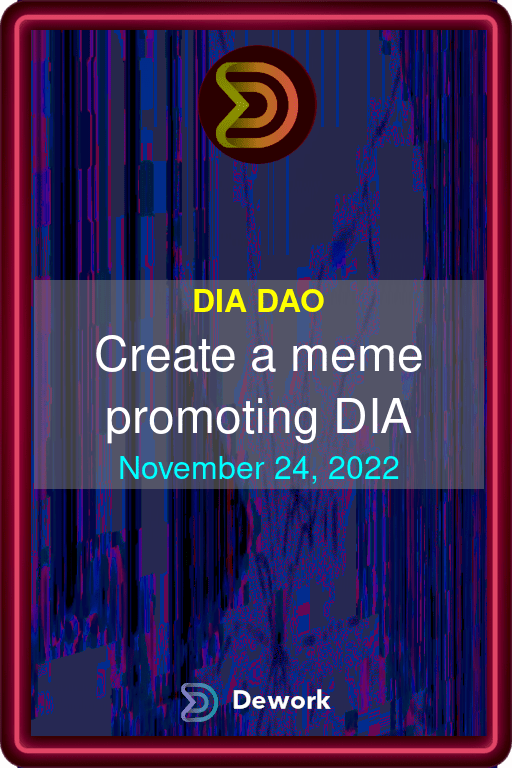 DIA DAO
Create a meme
promoting DIA
November 24, 2022
Dework